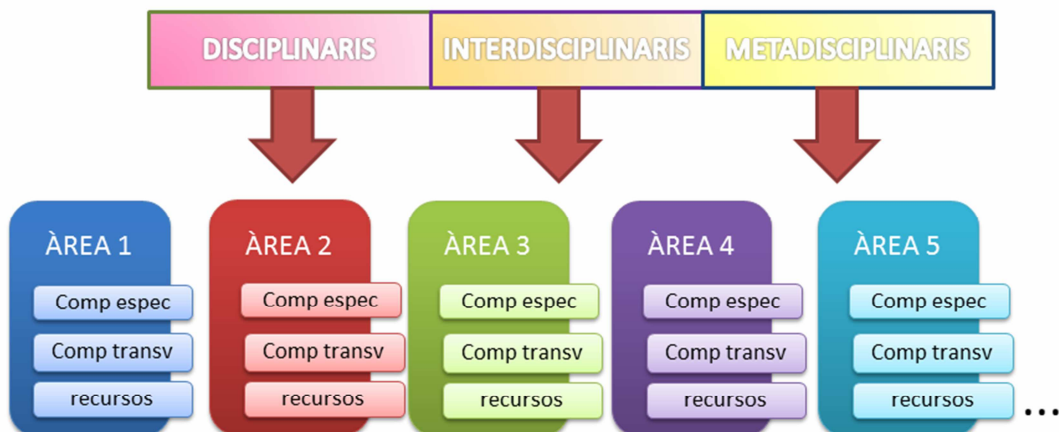 DISCIPLINARIS
INTERDISCIPLINARIS
METADISCIPLINARIS
ÀREA 1
Comp espec
Comp transv
recursos
ÀREA 2
Comp espec
Comp transv
recursos
ÀREA 3
Comp espec
Comp transv
recursos
ÀREA 4
Comp espec
Comp transv
recursos
ÀREA 5
Comp espec
Comp transv
recursos
...